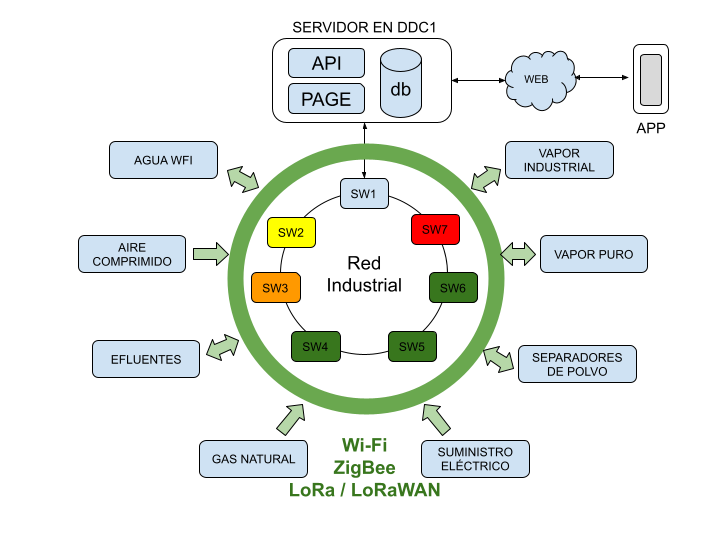 SERVIDOR EN DDC1
API
PAGE
db
WEB
APP
AGUA WFI
VAPOR
INDUSTRIAL
SW1
SW2
SW7
AIRE
COMPRIMIDO
Red
Industrial
VAPOR PURO
SW3
SW6
SW4
SW5
EFLUENTES
SEPARADORES
DE POLVO
GAS NATURAL
Wi-Fi
ZigBee
LoRa / LoRaWAN
SUMINISTRO
ELÉCTRICO